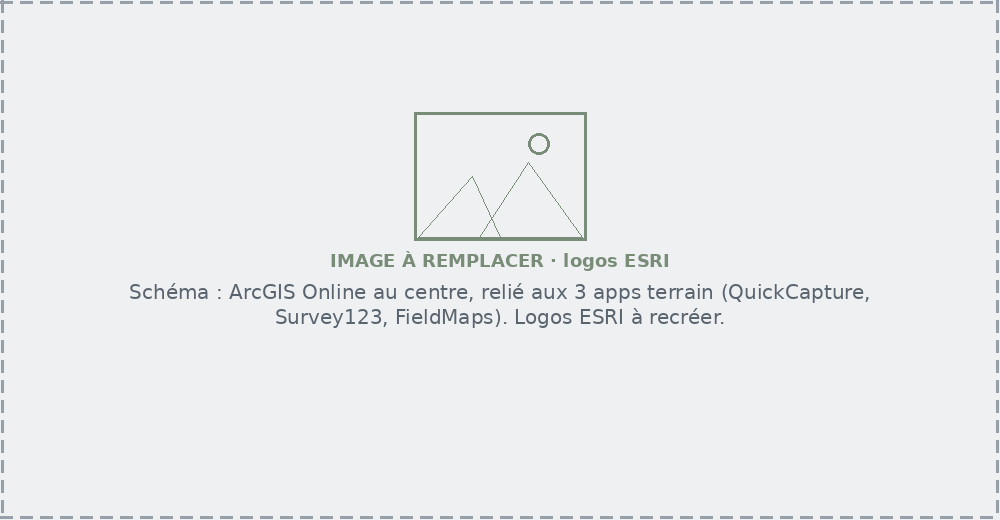 IMAGE À REMPLACER · logos ESRI
Schéma : ArcGIS Online au centre, relié aux 3 apps terrain (QuickCapture,
Survey123, FieldMaps). Logos ESRI à recréer.